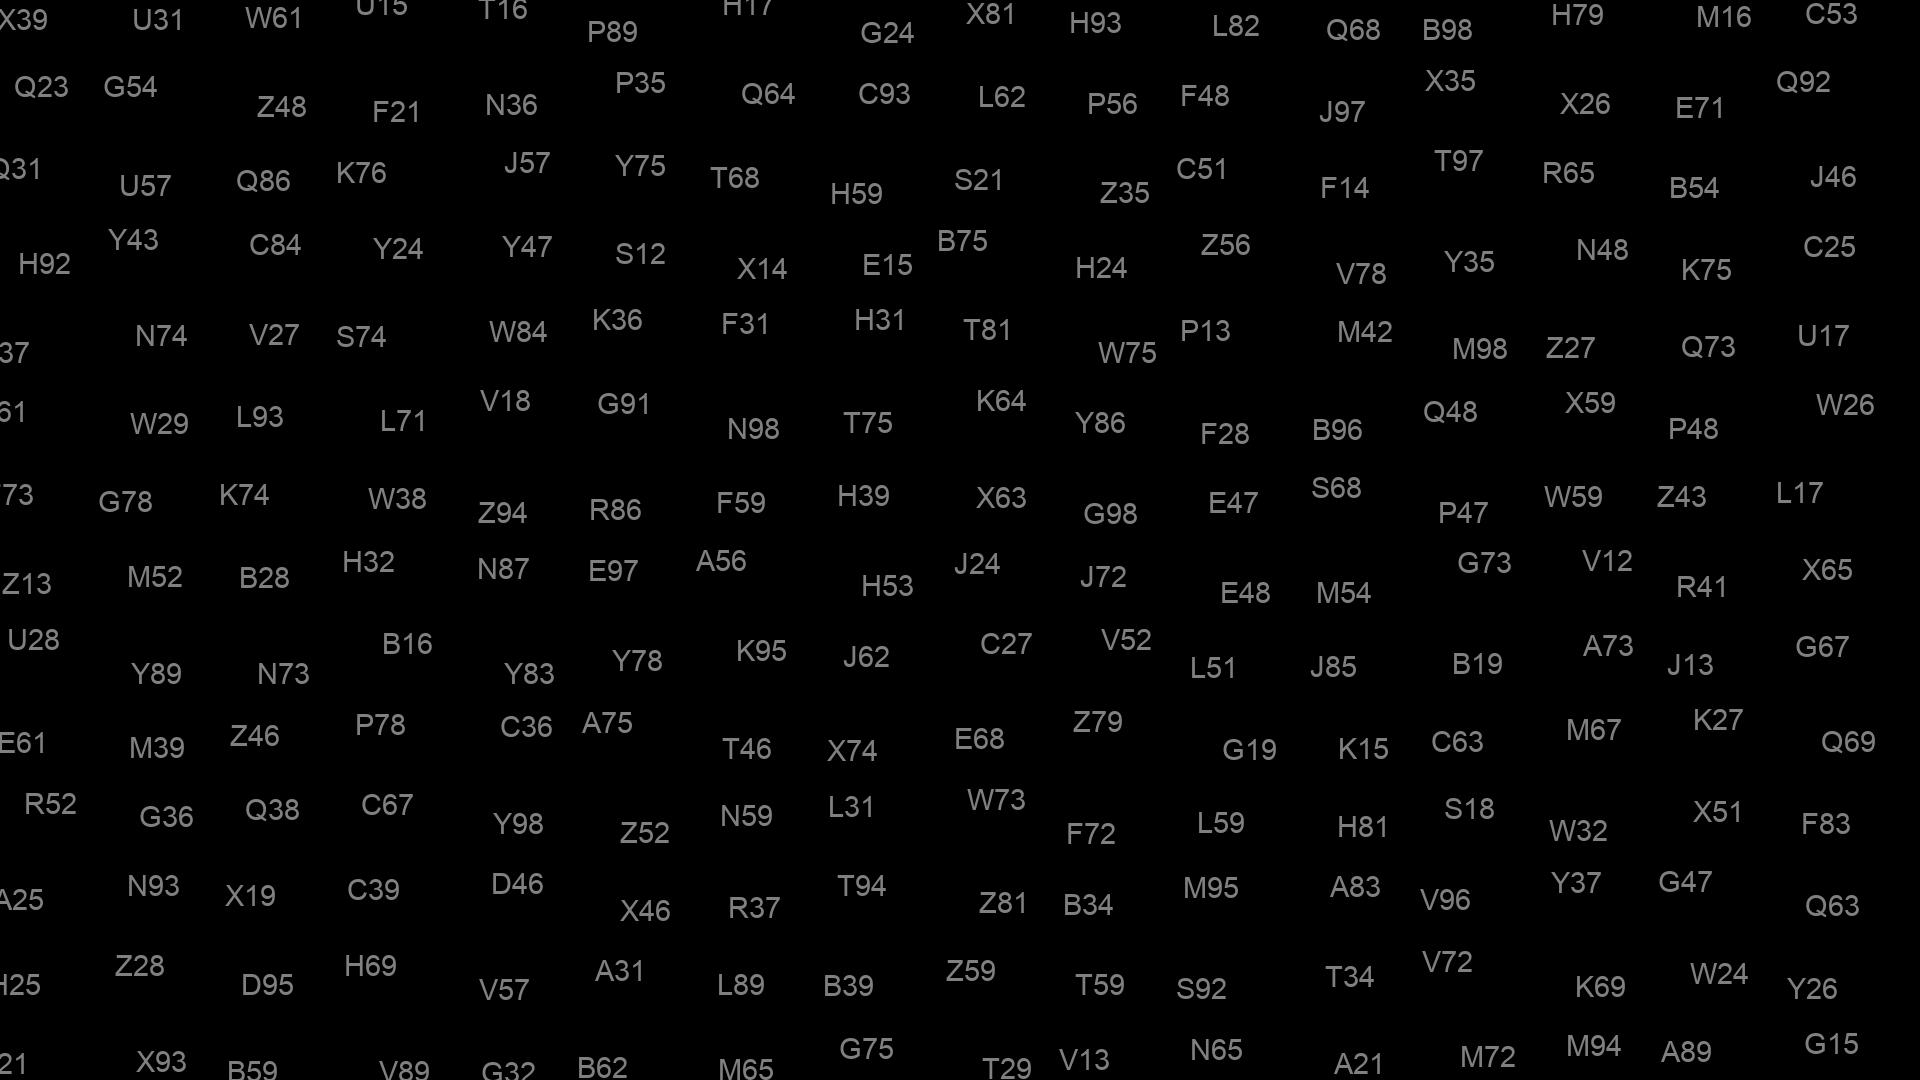 X39 U31 W61 U15 T16 P89 H17 G24 X81 H93 L82 Q68 B98 H79 M16 C53
Q23 G54 Z48 F21 N36 P35 Q64 C93 L62 P56 F48 J97 X35 X26 E71 Q92
Q31 U57 Q86 K76 J57 Y75 T68 H59 S21 Z35 C51 F14 T97 R65 B54 J46
H92 Y43 C84 Y24 Y47 S12 X14 E15 B75 H24 Z56 V78 Y35 N48 K75 C25
37 N74 V27 S74 W84 K36 F31 H31 T81 W75 P13 M42 M98 Z27 Q73 U17
61 W29 L93 L71 V18 G91 N98 T75 K64 Y86 F28 B96 Q48 X59 P48 W26
73 G78 K74 W38 Z94 R86 F59 H39 X63 G98 E47 S68 P47 W59 Z43 L17
Z13 M52 B28 H32 N87 E97 A56 H53 J24 J72 E48 M54 G73 V12 R41 X65
U28 Y89 N73 B16 Y83 Y78 K95 J62 C27 V52 L51 J85 B19 A73 J13 G67
E61 M39 Z46 P78 C36 A75 T46 X74 E68 Z79 G19 K15 C63 M67 K27 Q69
R52 G36 Q38 C67 Y98 Z52 N59 L31 W73 F72 L59 H81 S18 W32 X51 F83
A25 N93 X19 C39 D46 X46 R37 T94 Z81 B34 M95 A83 V96 Y37 G47 Q63
H25 Z28 D95 H69 V57 A31 L89 B39 Z59 T59 S92 T34 V72 K69 W24 Y26
21 X93 B59 V89 G32 B62 M65 G75 T29 V13 N65 A21 M72 M94 A89 G15